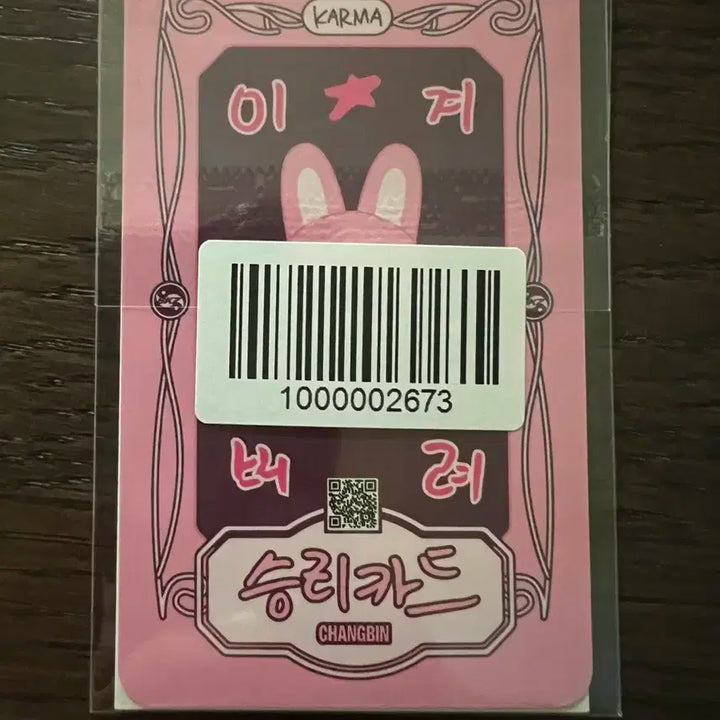 KARMA
이 겨
1000002673
버 려
승리카드
CHANGBIN